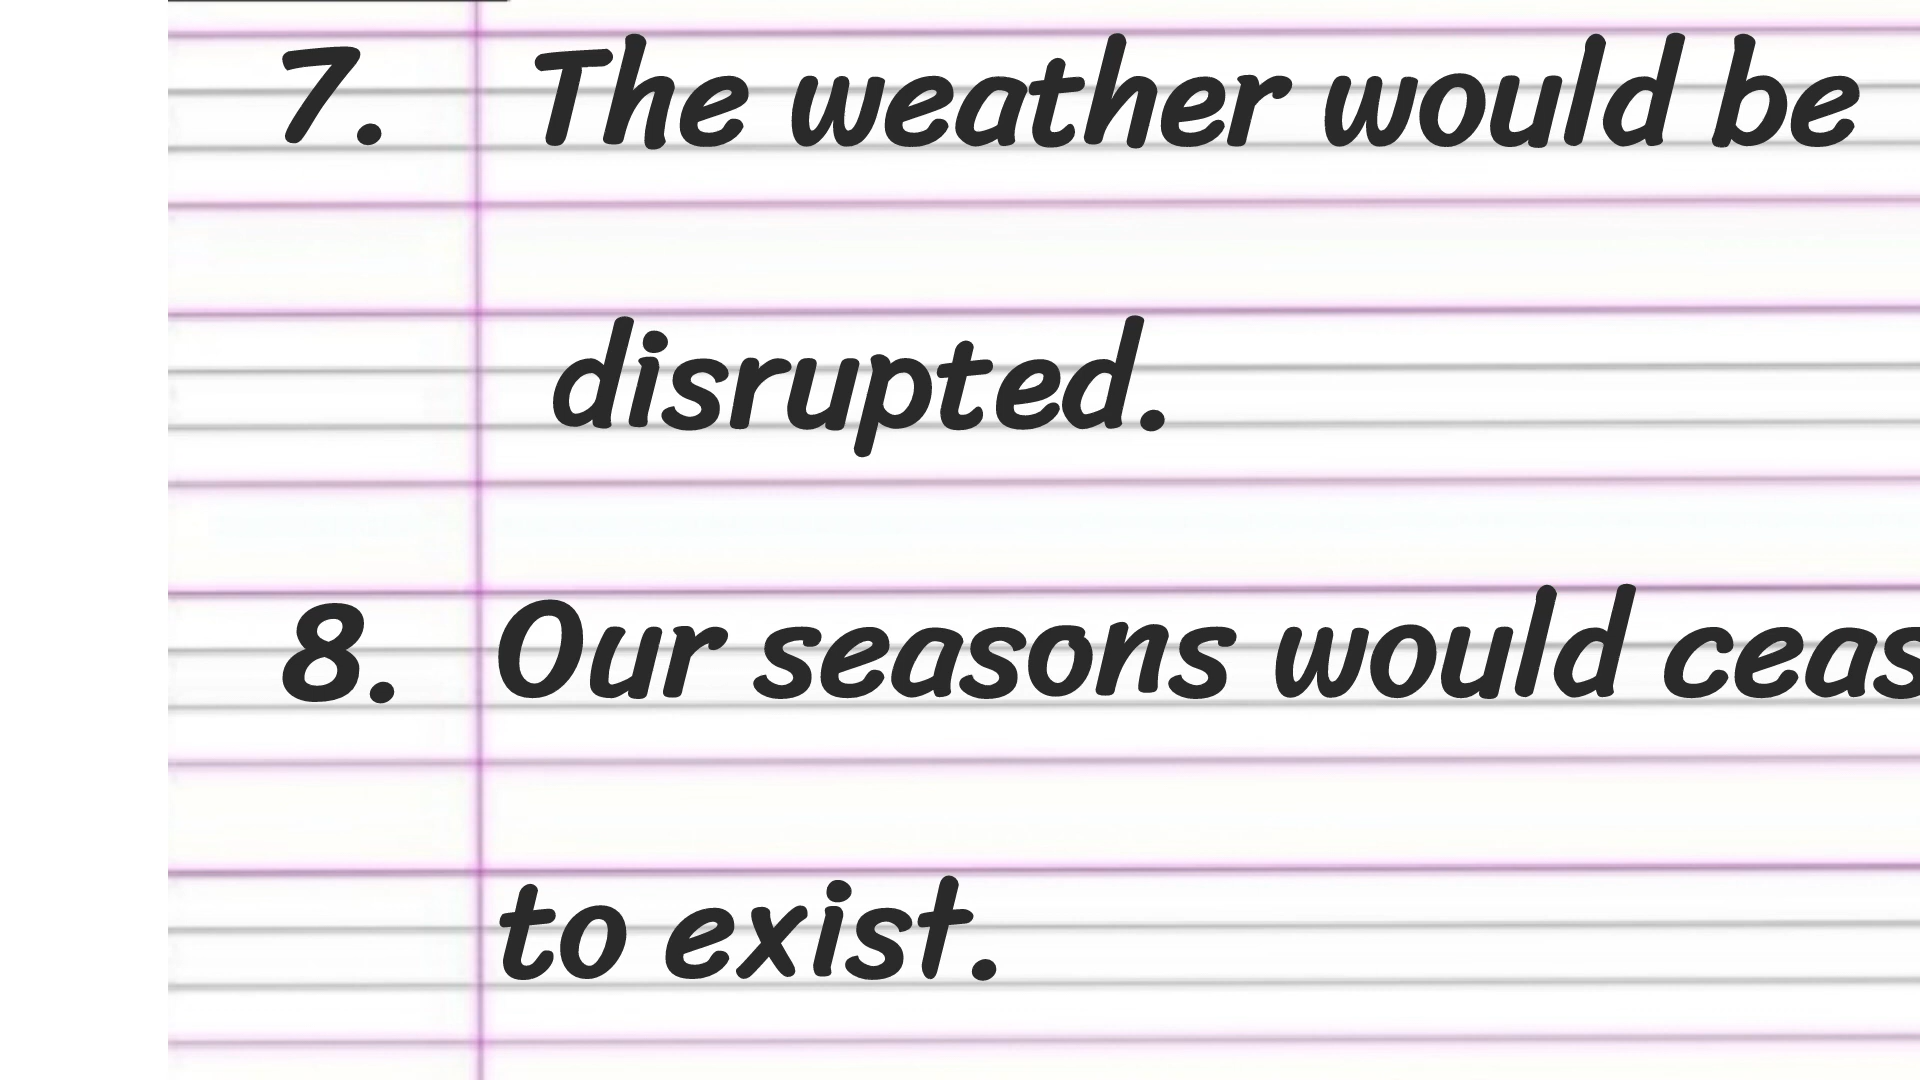 7. The weather would be
disrupted.
8. Our seasons would ceas
to exist.